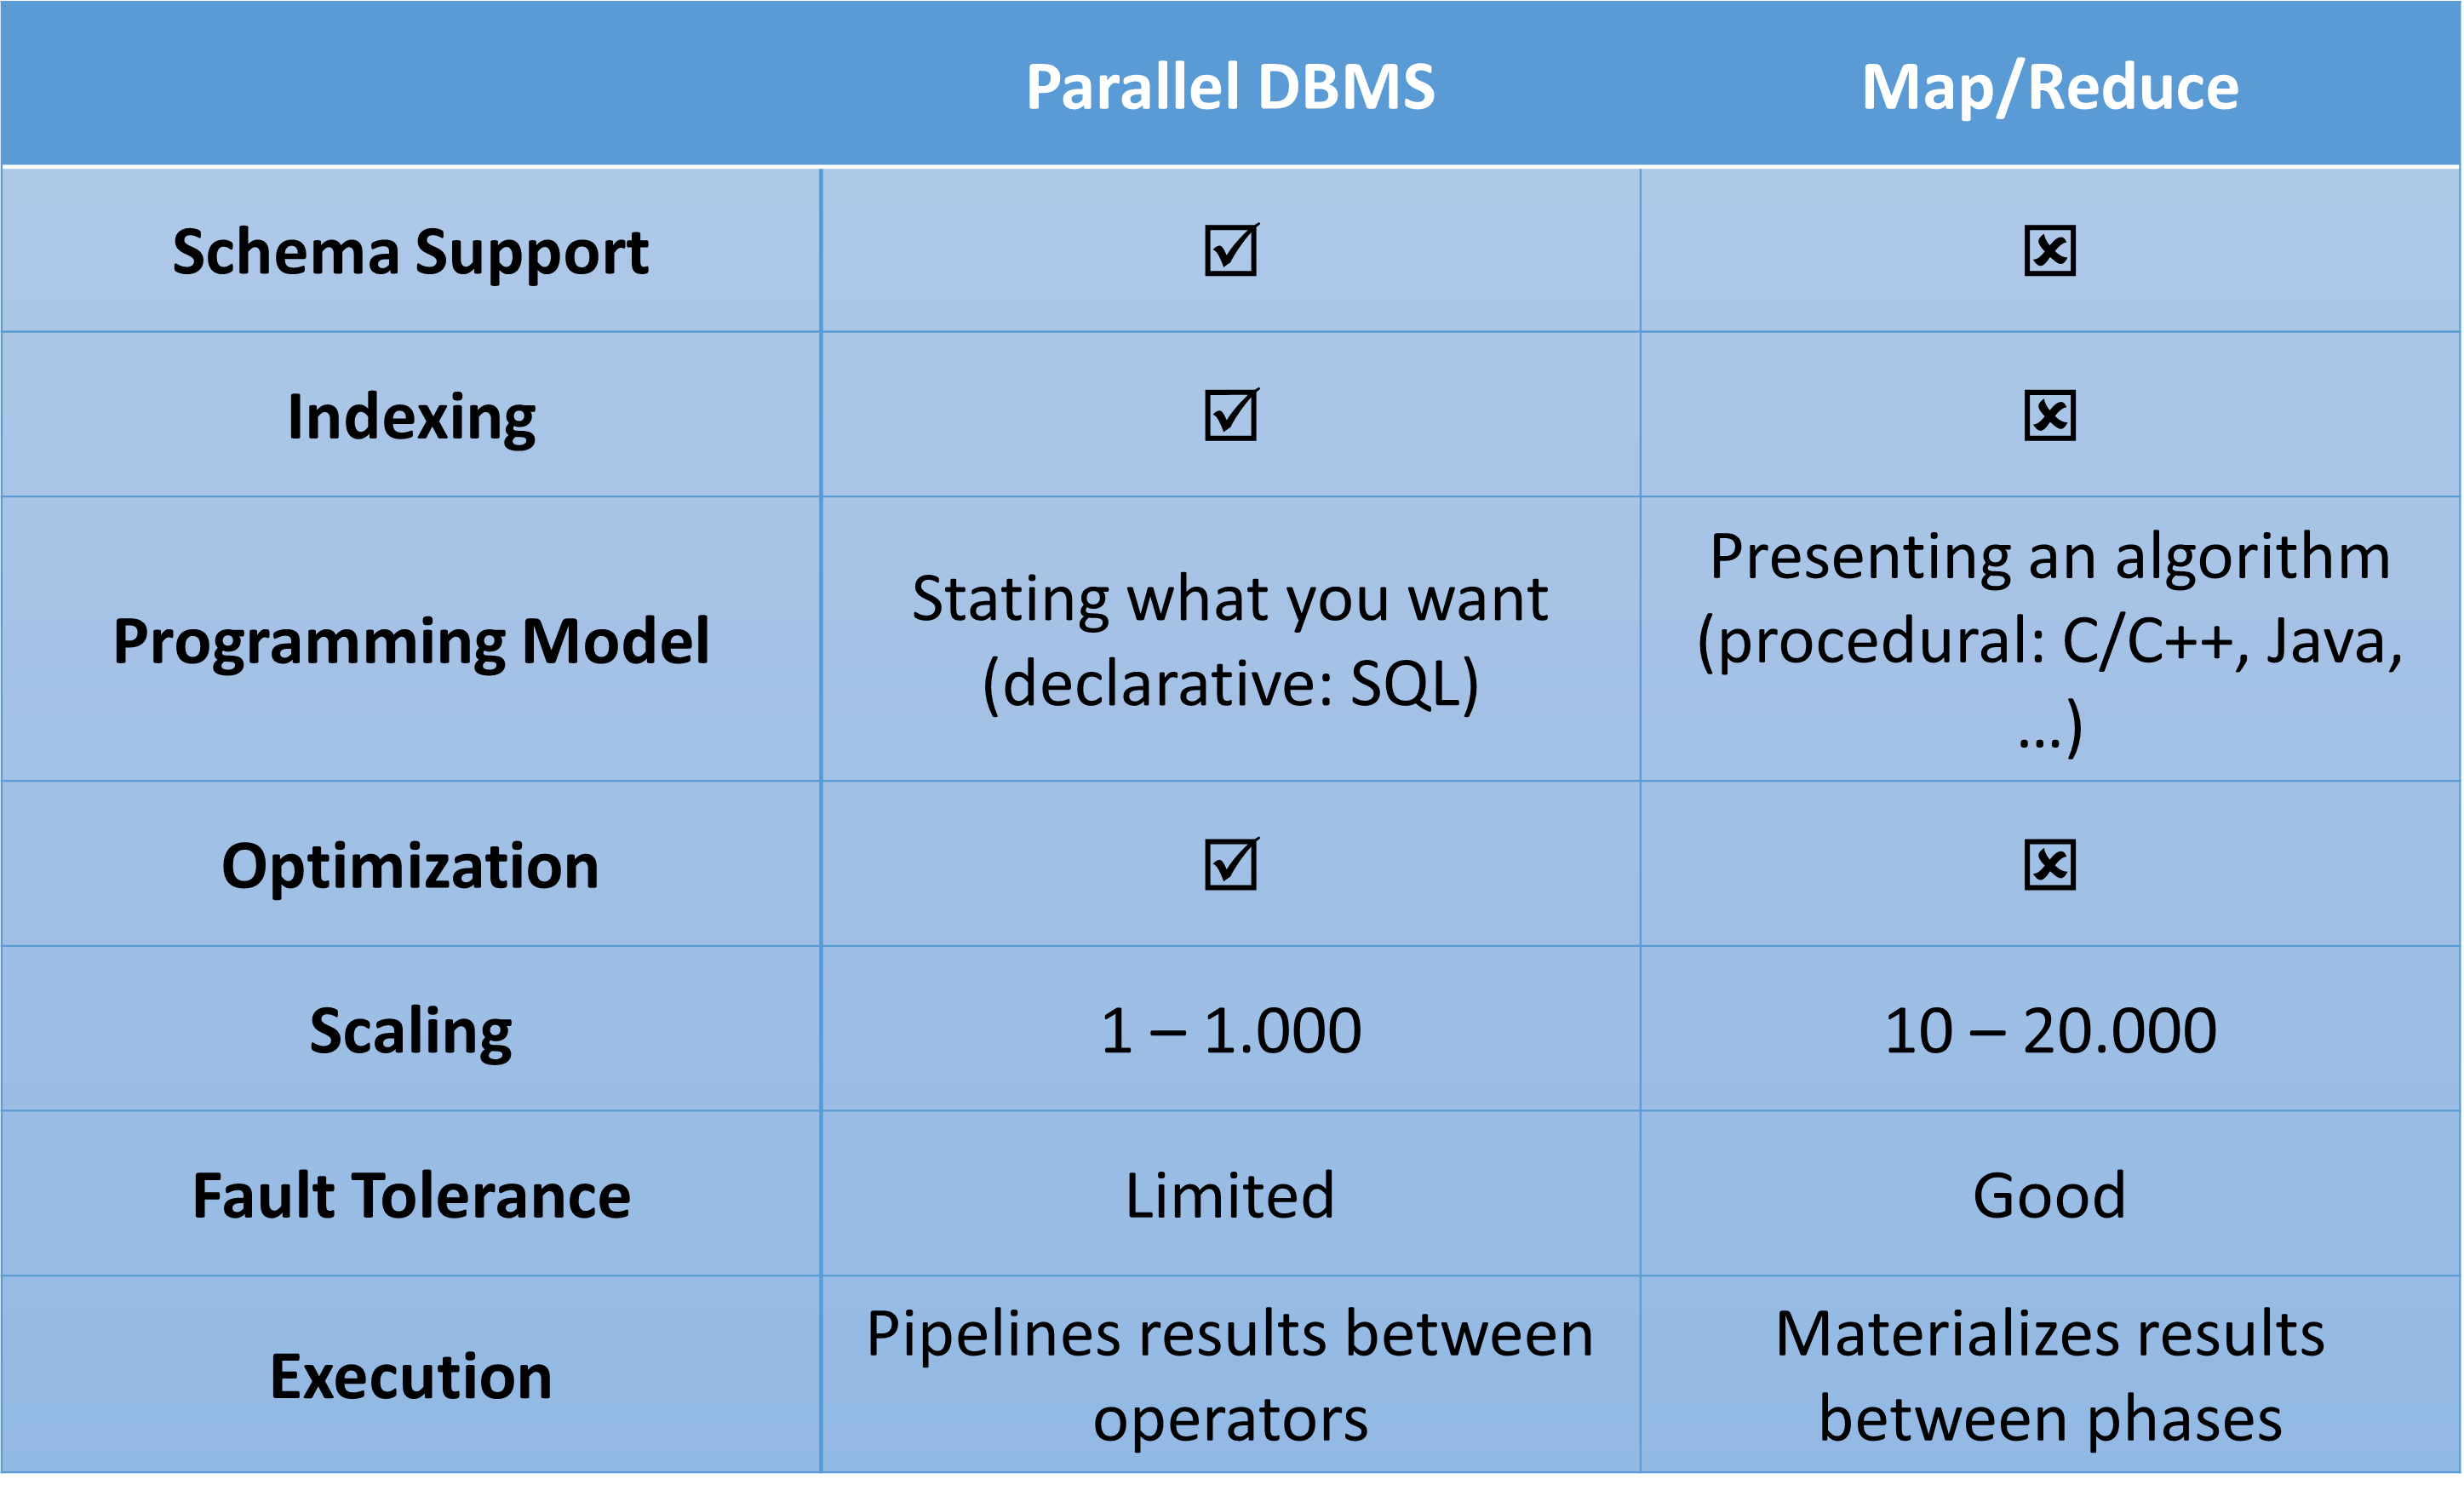 Parallel DBMS Map/Reduce
Schema Support ☑ ☒
Indexing ☑ ☒
Programming Model
Stating what you want
(declarative: SQL)
Presenting an algorithm
(procedural: C/C++, Java,
...)
Optimization ☑ ☒
Scaling 1 – 1.000 10 – 20.000
Fault Tolerance Limited Good
Execution
Pipelines results between
operators
Materializes results
between phases